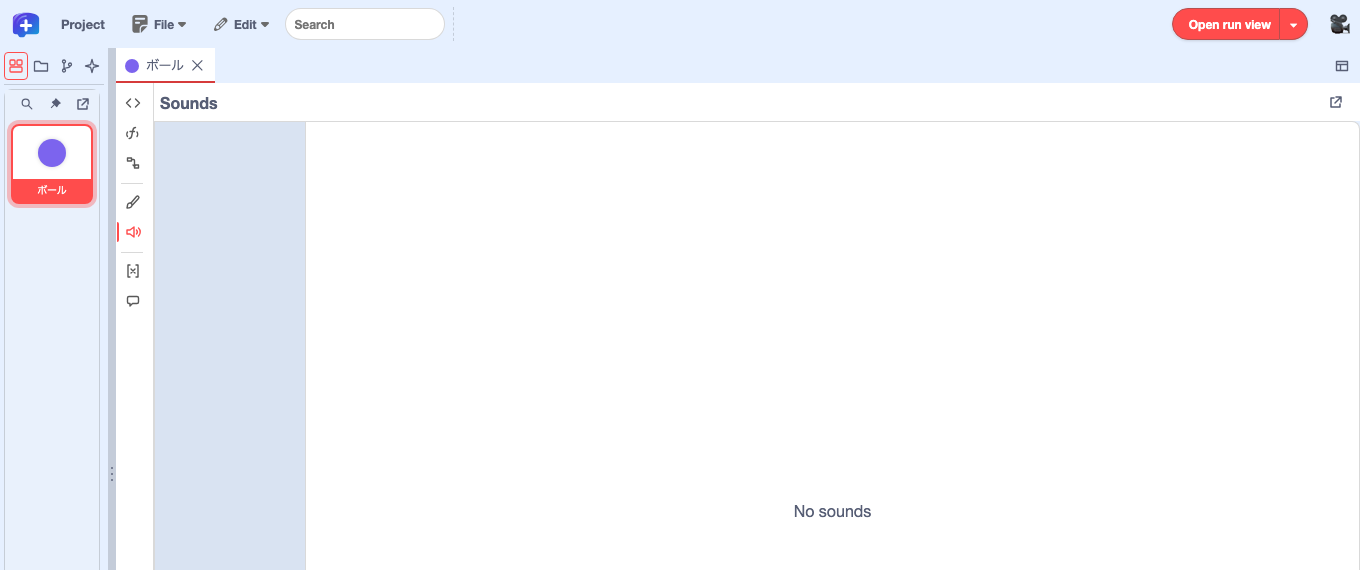 Project
File
Edit
Search
Open run view
ボール
Sounds
ボール
No sounds